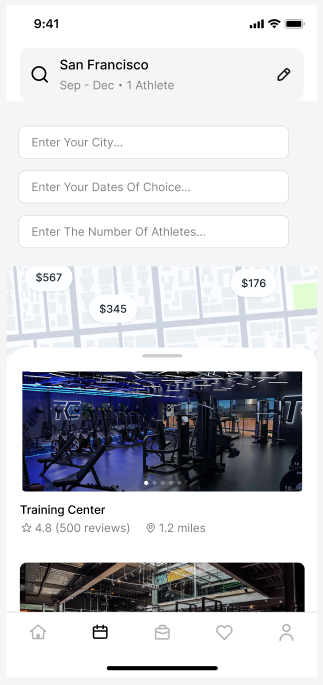 9:41
San Francisco
Sep - Dec • 1 Athlete
Enter Your City...
Enter Your Dates Of Choice...
Enter The Number Of Athletes...
$567
$176
$345
TC
Training Center
4.8 (500 reviews) 1.2 miles